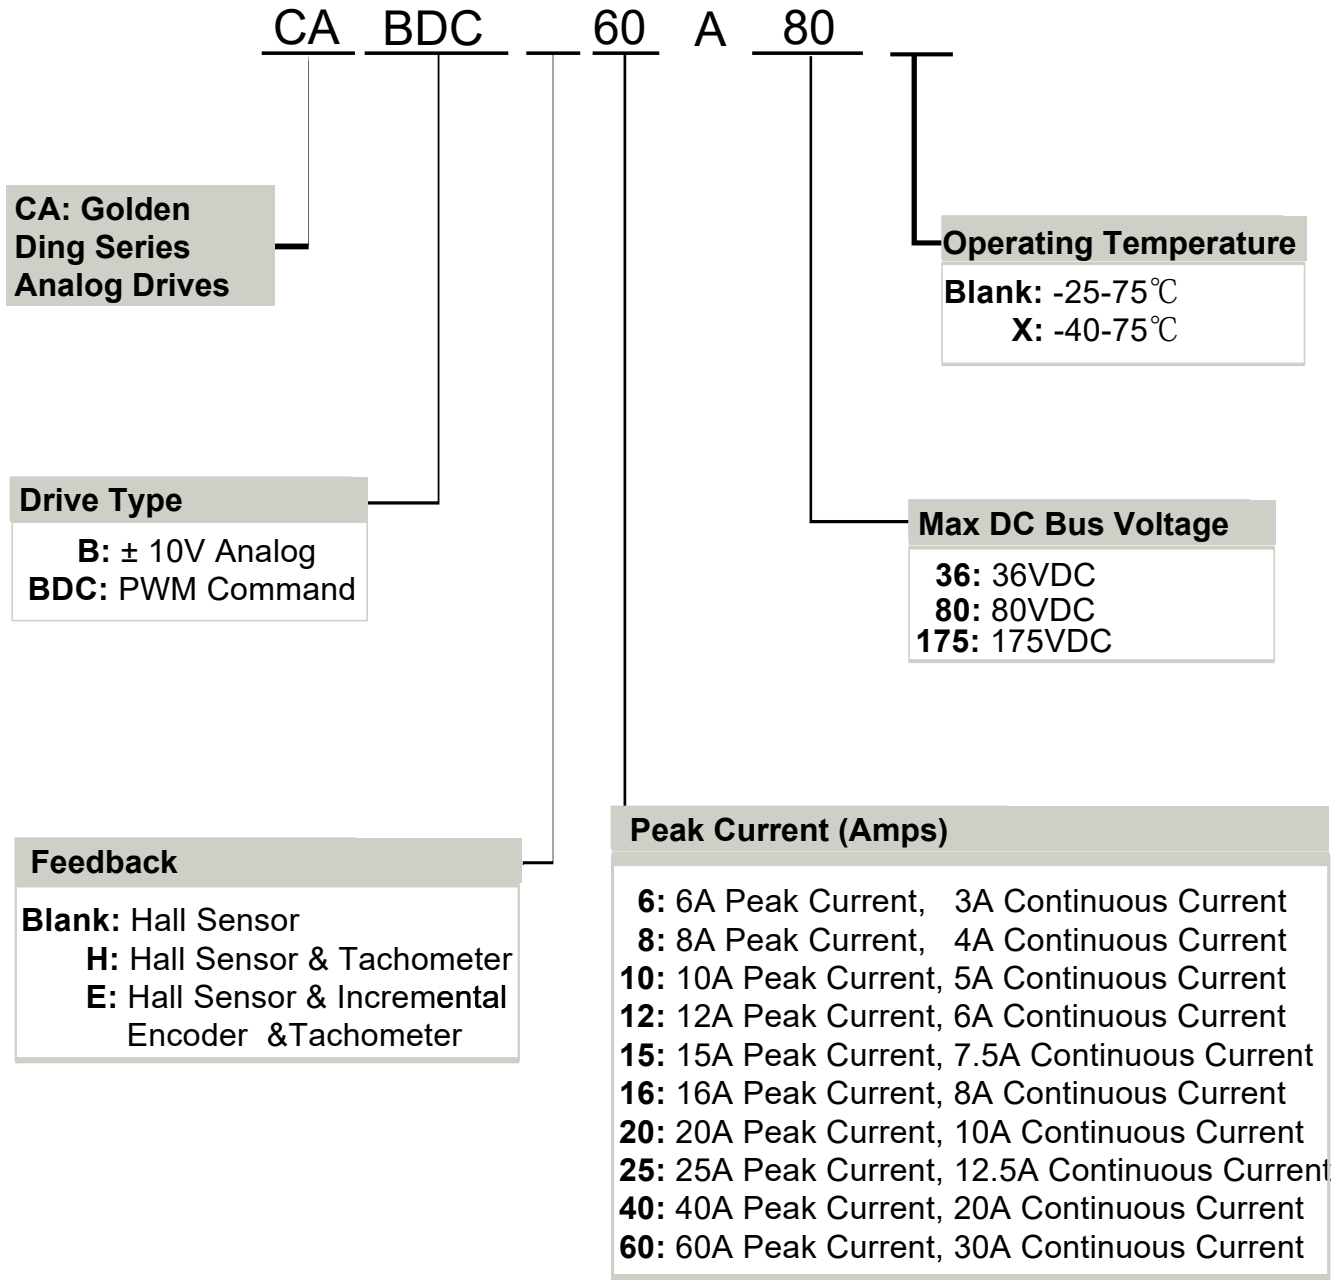 CA BDC 60 A 80
CA: Golden
Ding Series
Analog Drives
Operating Temperature
Blank: -25-75℃
X: -40-75℃
Drive Type
B: ± 10V Analog
BDC: PWM Command
Max DC Bus Voltage
36: 36VDC
80: 80VDC
175: 175VDC
Feedback
Blank: Hall Sensor
H: Hall Sensor & Tachometer
E: Hall Sensor & Incremental
Encoder &Tachometer
Peak Current (Amps)
6: 6A Peak Current, 3A Continuous Current
8: 8A Peak Current, 4A Continuous Current
10: 10A Peak Current, 5A Continuous Current
12: 12A Peak Current, 6A Continuous Current
15: 15A Peak Current, 7.5A Continuous Current
16: 16A Peak Current, 8A Continuous Current
20: 20A Peak Current, 10A Continuous Current
25: 25A Peak Current, 12.5A Continuous Current
40: 40A Peak Current, 20A Continuous Current
60: 60A Peak Current, 30A Continuous Current